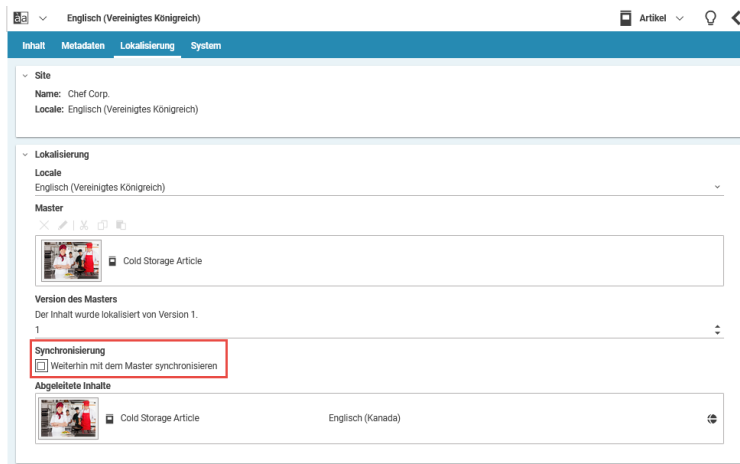 Englisch (Vereinigtes Königreich)
Artikel
Inhalt Metadaten Lokalisierung System
Site
Name: Chef Corp.
Locale: Englisch (Vereinigtes Königreich)
Lokalisierung
Locale
Englisch (Vereinigtes Königreich)
Master
Cold Storage Article
Version des Masters
Der Inhalt wurde lokalisiert von Version 1.
1
Synchronisierung
Weiterhin mit dem Master synchronisieren
Abgeleitete Inhalte
Cold Storage Article Englisch (Kanada)